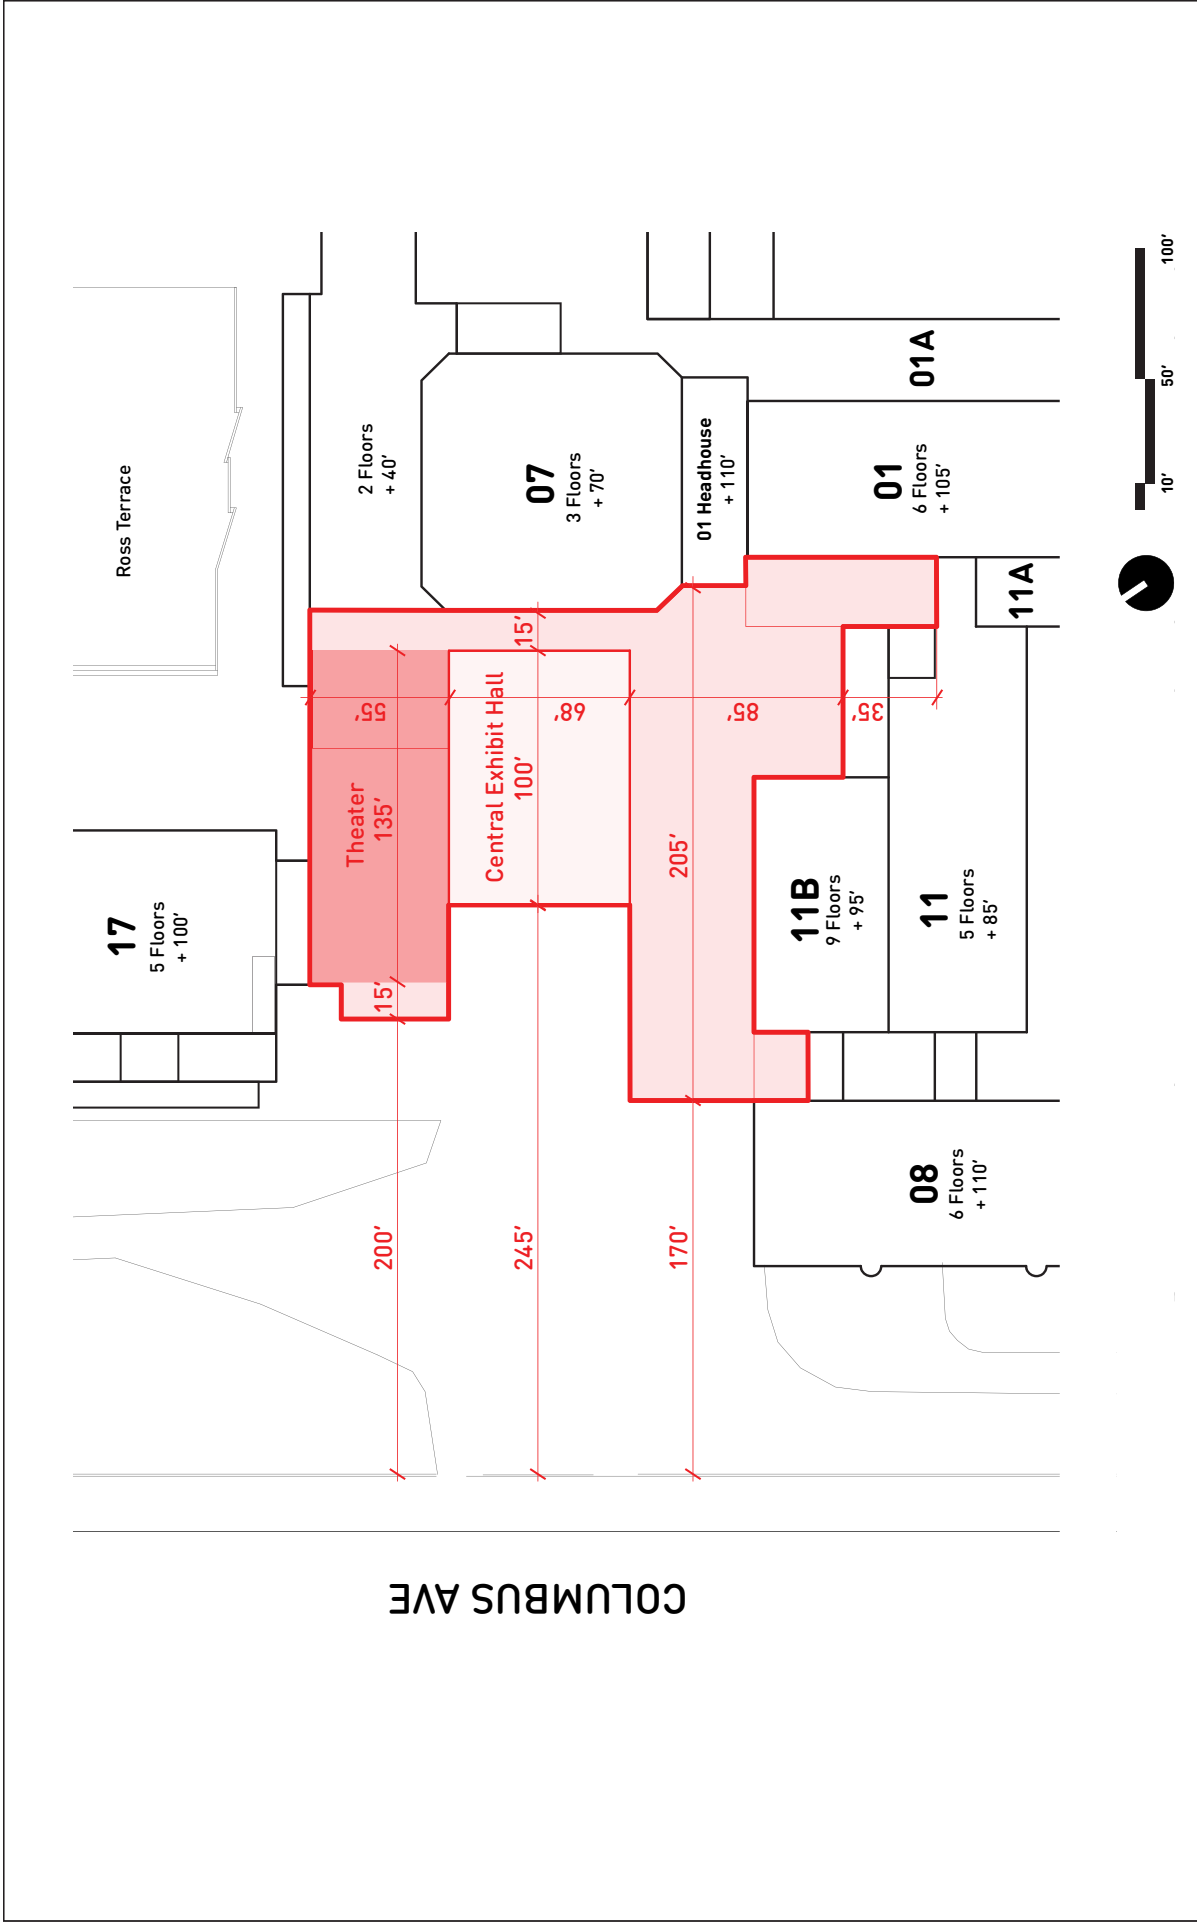 Ross Terrace
2 Floors
+ 40′
07
3 Floors
+ 70′
01 Headhouse
+ 110′
01
6 Floors
+ 105′
01A
11A
17
5 Floors
+ 100′
Theater
135′
15′
55′
Central Exhibit Hall
100′
15′
68′
85′
35′
205′
11B
9 Floors
+ 95′
11
5 Floors
+ 85′
08
6 Floors
+ 110′
200′
245′
170′
COLUMBUS AVE
10′
50′
100′